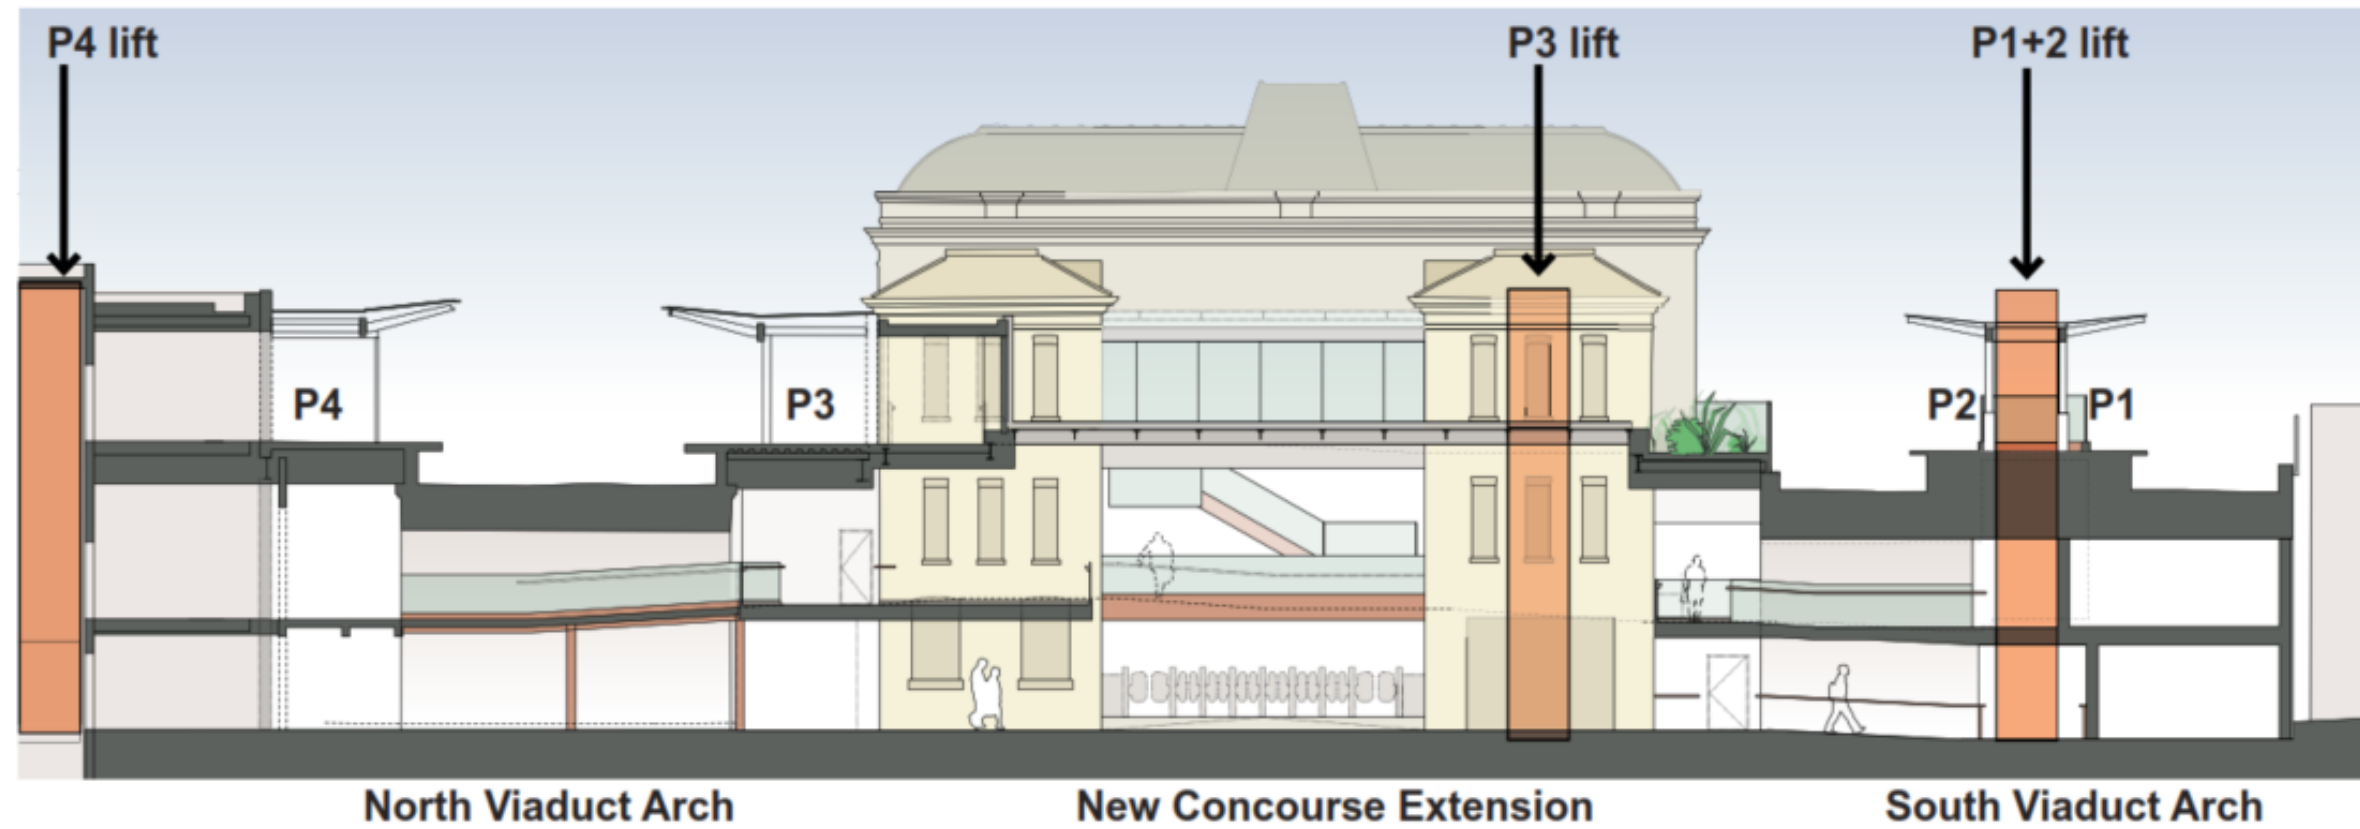 P4 lift
P3 lift
P1+2 lift
P4
P3
P2
P1
North Viaduct Arch
New Concourse Extension
South Viaduct Arch